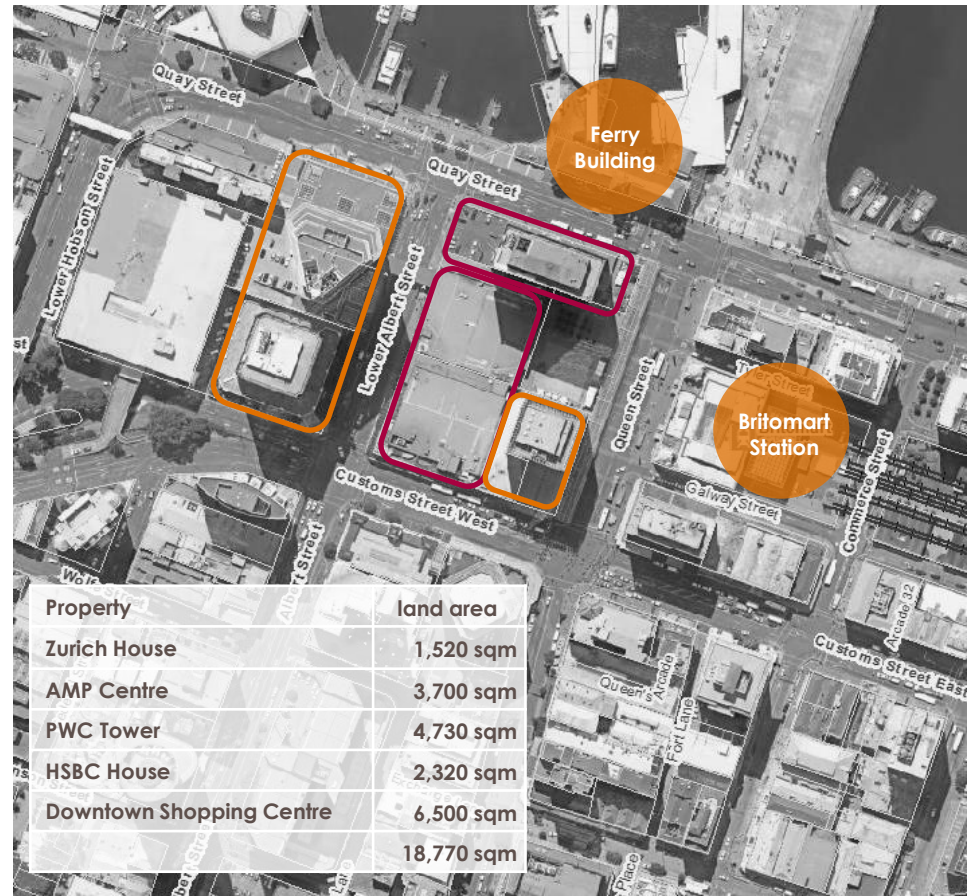 Quay Street
Ferry
Building
Quay Street
Lower Hobson Street
Lower Albert Street
st
Queen Street
Britomart
Station
Galway Street
Commerce Street
Customs Street West
Albert Street
Arcade 32
Customs Street East
Queen's Arcade
Fort Lane
Place
Lane
Property land area
Zurich House 1,520 sqm
AMP Centre 3,700 sqm
PWC Tower 4,730 sqm
HSBC House 2,320 sqm
Downtown Shopping Centre 6,500 sqm
18,770 sqm